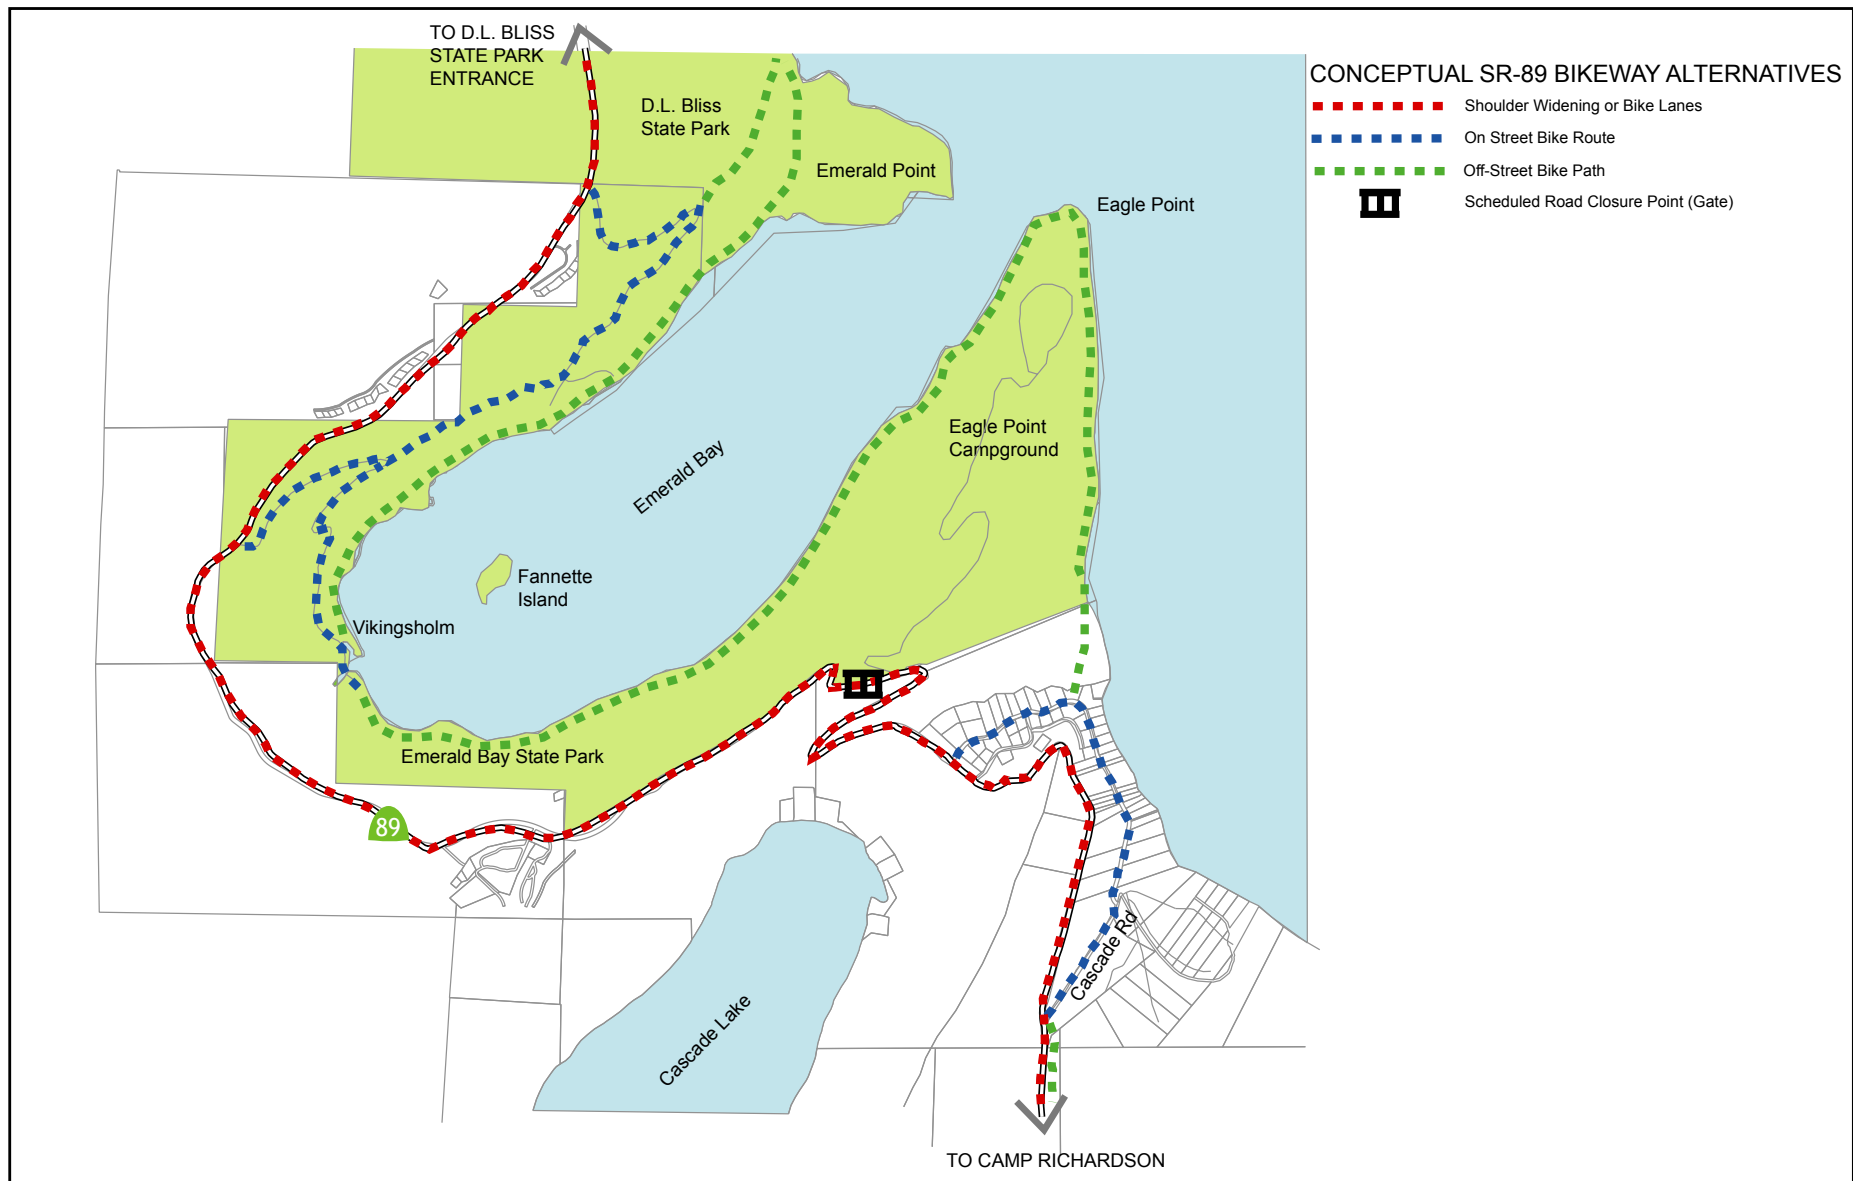 TO D.L. BLISS
STATE PARK
ENTRANCE
D.L. Bliss
State Park
Emerald Point
Eagle Point
CONCEPTUAL SR-89 BIKEWAY ALTERNATIVES
Shoulder Widening or Bike Lanes
On Street Bike Route
Off-Street Bike Path
Scheduled Road Closure Point (Gate)
Eagle Point
Campground
Emerald Bay
Fannette
Island
Vikingsholm
Emerald Bay State Park
89
Cascade Rd
Cascade Lake
TO CAMP RICHARDSON